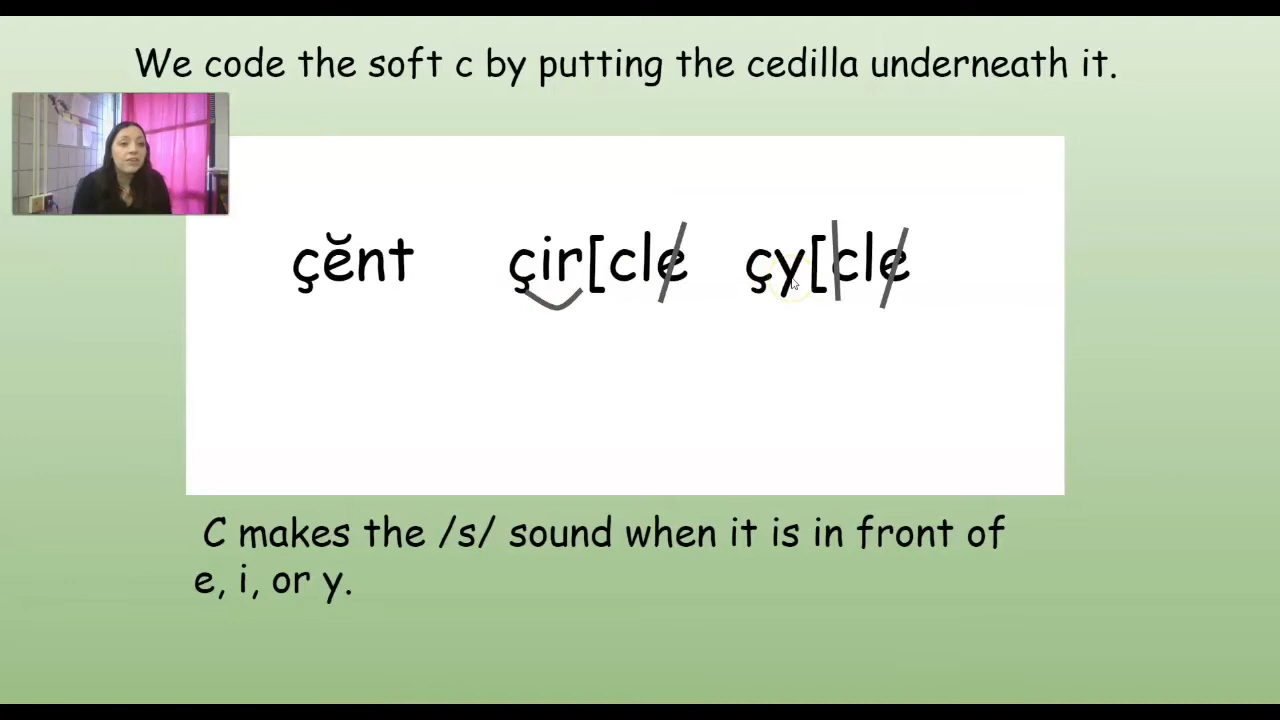 We code the soft c by putting the cedilla underneath it.
çĕnt çir[cle çy[cle
C makes the /s/ sound when it is in front of
e, i, or y.